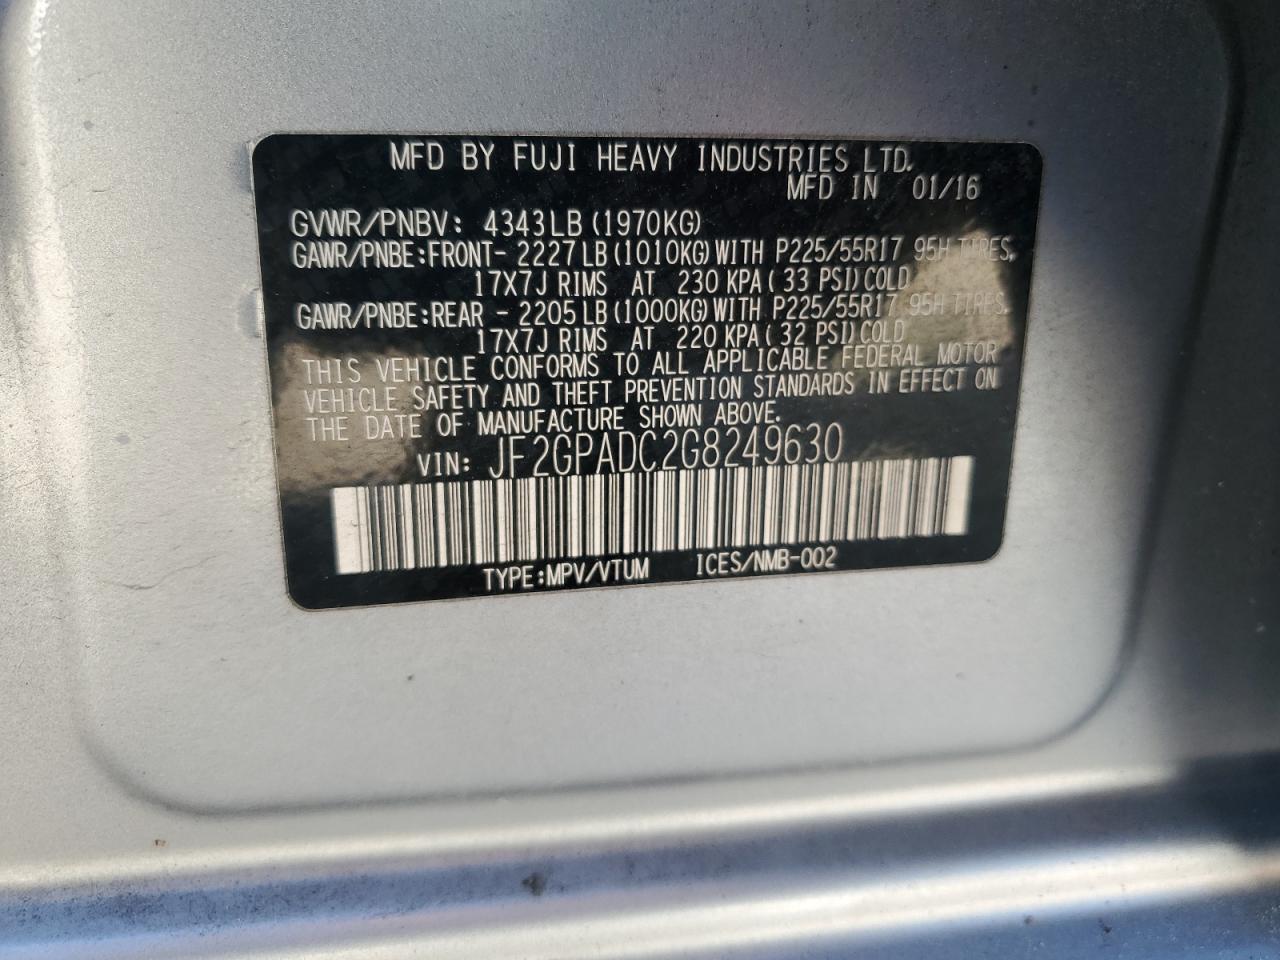 MFD BY FUJI HEAVY INDUSTRIES LTD.
MFD IN 01/16
GVWR/PNBV: 4343LB (1970KG)
GAWR/PNBE:FRONT- 2227LB (1010KG) WITH P225/55R17 95H TIRES,
17X7J RIMS AT 230 KPA (33 PSI) COLD
GAWR/PNBE:REAR - 2205LB (1000KG) WITH P225/55R17 95H TIRES,
17X7J RIMS AT 220 KPA (32 PSI) COLD
THIS VEHICLE CONFORMS TO ALL APPLICABLE FEDERAL MOTOR
VEHICLE SAFETY AND THEFT PREVENTION STANDARDS IN EFFECT ON
THE DATE OF MANUFACTURE SHOWN ABOVE.
VIN: JF2GPADC2G8249630
TYPE:MPV/VTUM ICES/NMB-002